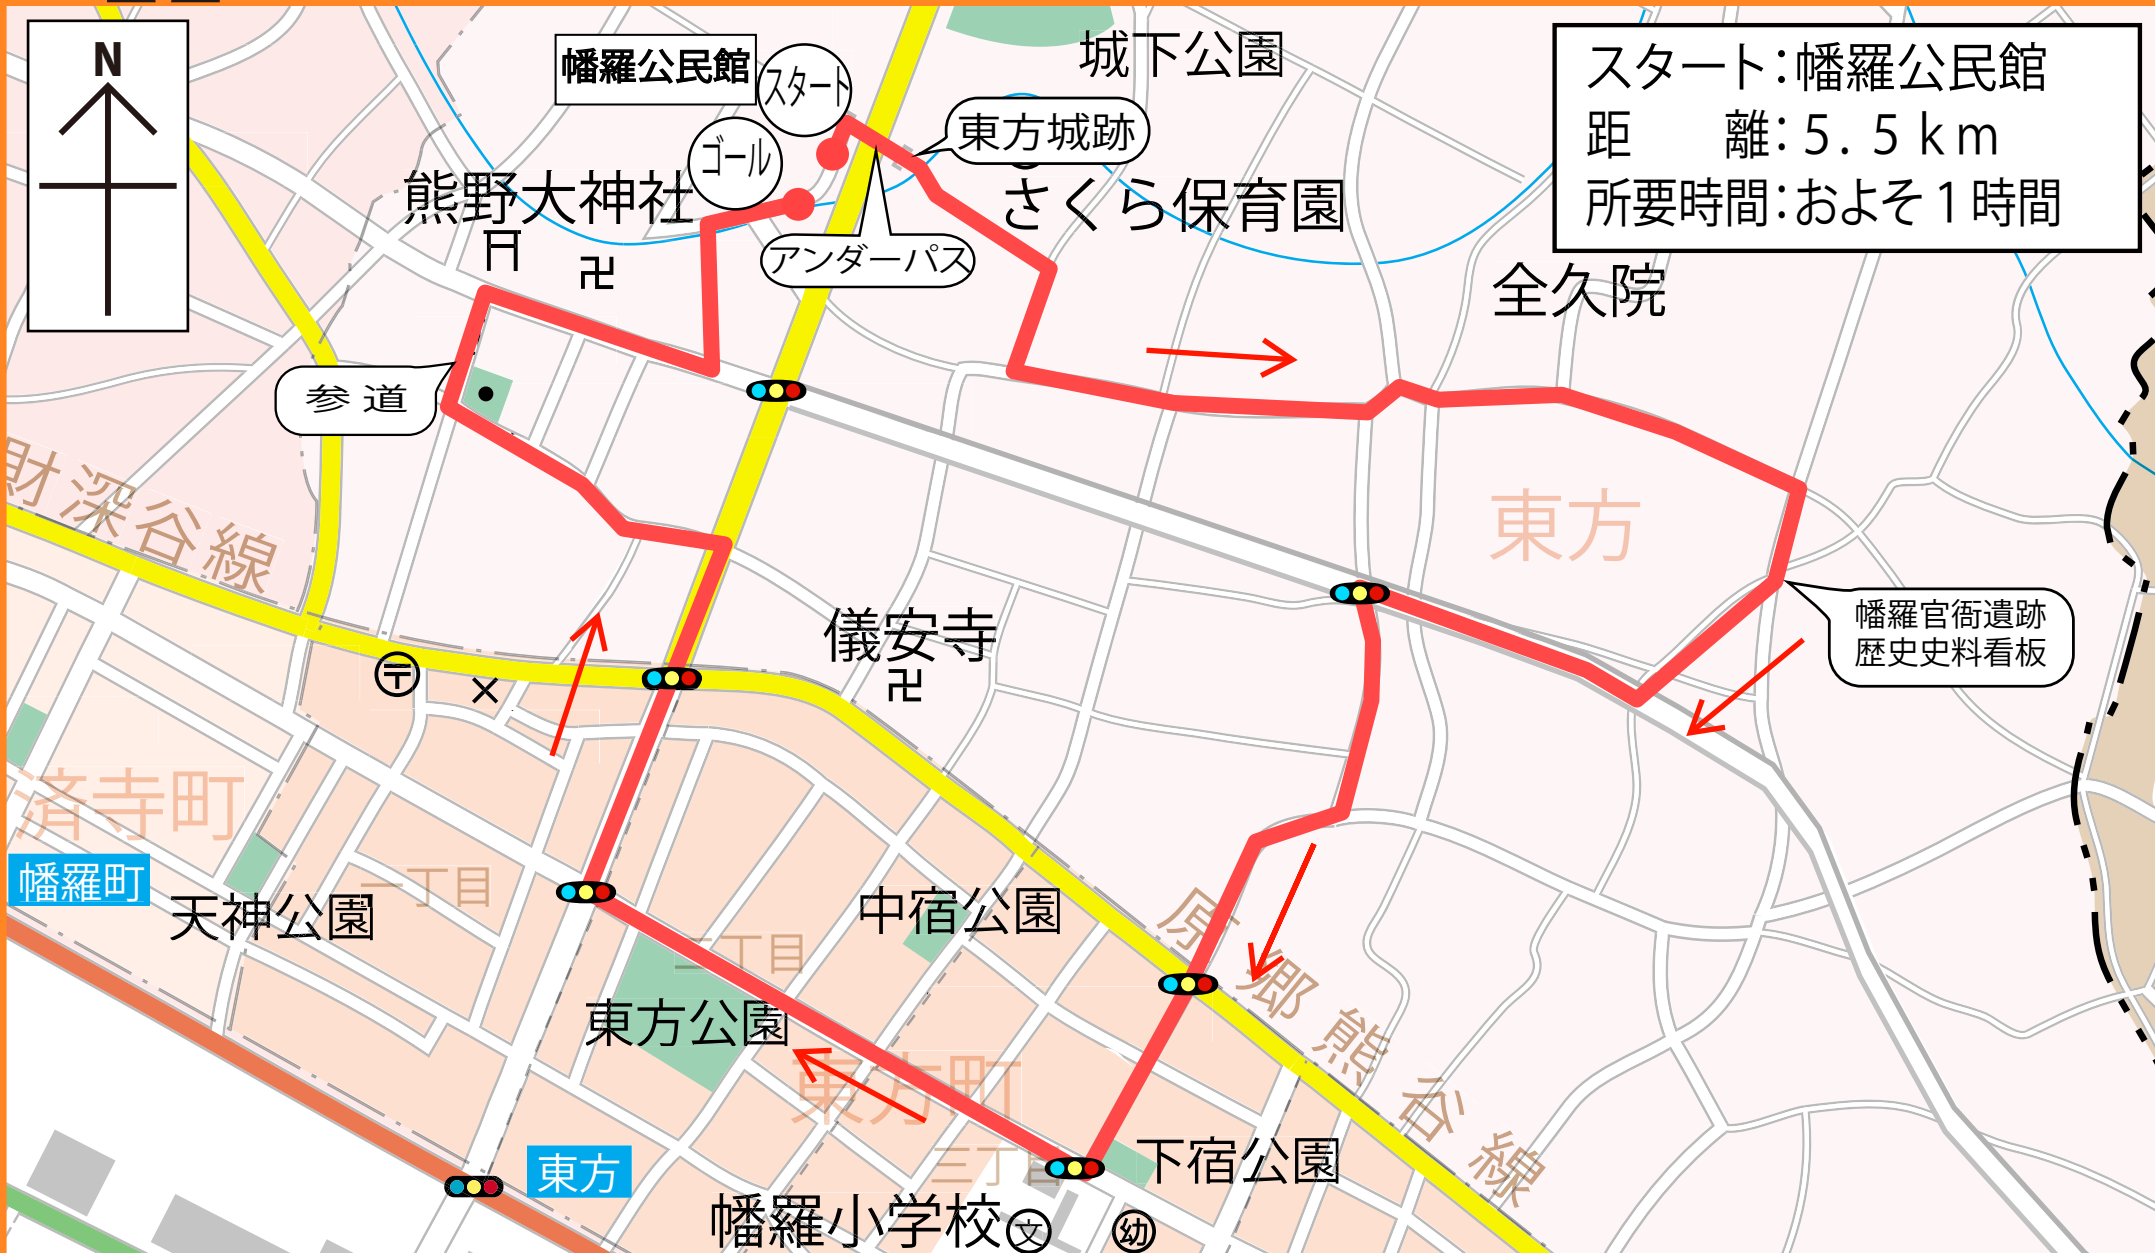 N
幡羅公民館
スタート
ゴール
城下公園
スタート：幡羅公民館
距　　離：５．５ｋｍ
所要時間：およそ１時間
東方城跡
熊野大神社
さくら保育園
アンダーパス
全久院
参道
財深谷線
東方
幡羅官衙遺跡
歴史史料看板
儀安寺
済寺町
幡羅町
天神公園
一丁目
中宿公園
二丁目
東方公園
原郷熊谷線
東方町
三丁目
下宿公園
東方
幡羅小学校
文
幼